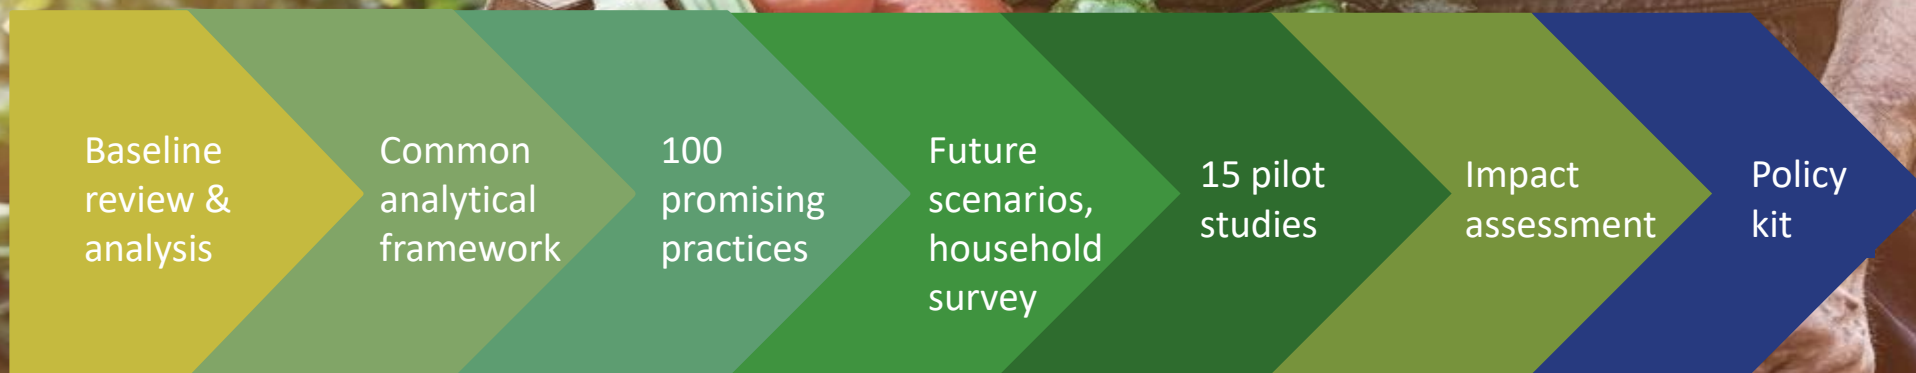 Baseline
review &
analysis
Common
analytical
framework
100
promising
practices
Future
scenarios,
household
survey
15 pilot
studies
Impact
assessment
Policy
kit